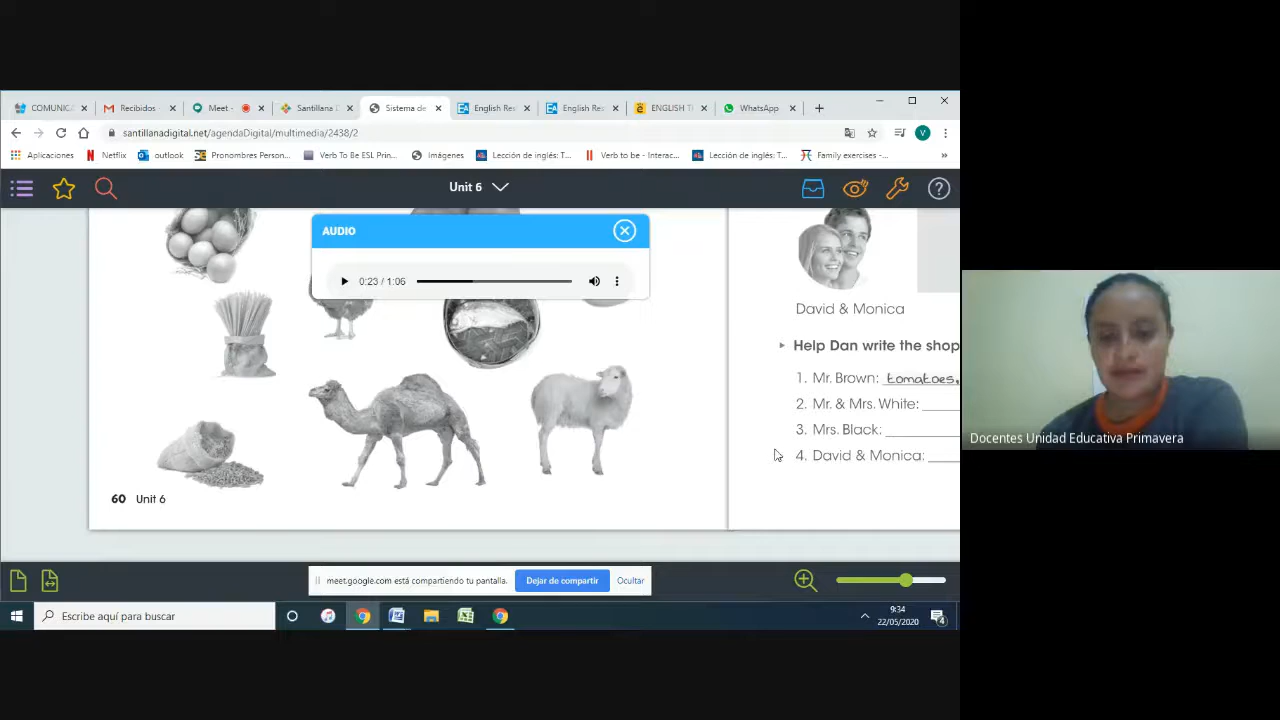 COMUNICA
Recibidos
Meet -
Santillana D
Sistema de
English Re
English Re
ENGLISH T
WhatsApp
santillanadigital.net/agendaDigital/multimedia/2438/2
V
Aplicaciones
Netflix
outlook
Pronombres Person...
Verb To Be ESL Prin...
Imágenes
Lección de inglés: T...
Verb to be - Interac...
Lección de inglés: T...
Family exercises -...
Unit 6
AUDIO
0:23 / 1:06
David & Monica
Help Dan write the shop
1. Mr. Brown: tomatoes,
2. Mr. & Mrs. White:
3. Mrs. Black:
4. David & Monica:
60 Unit 6
Docentes Unidad Educativa Primavera
meet.google.com está compartiendo tu pantalla.
Dejar de compartir
Ocultar
Escribe aquí para buscar
9:34
22/05/2020
4